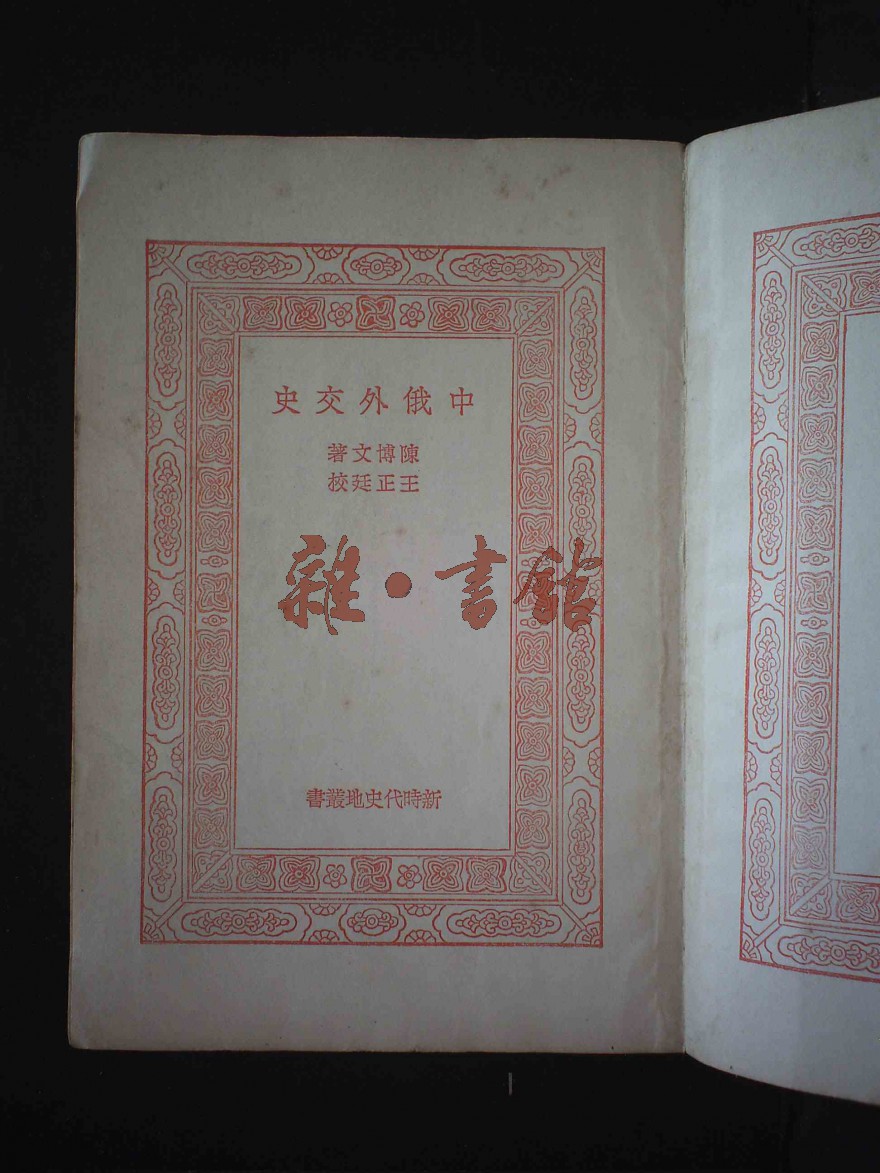 中俄外交史
陳博文著
王正廷校
雜·書館
新時代史地叢書